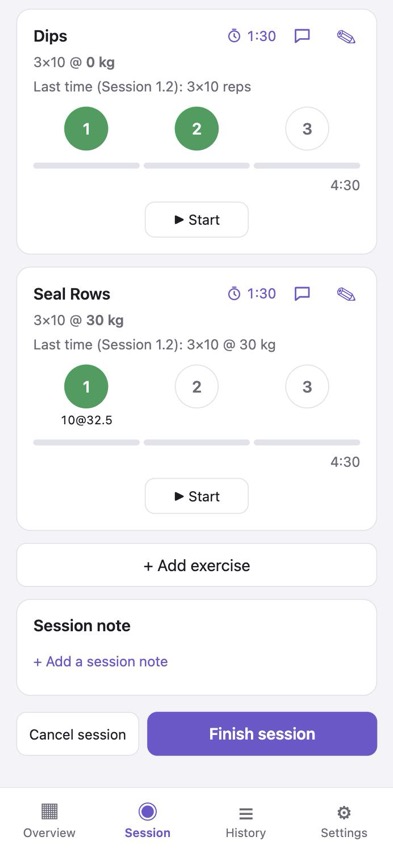 Dips 1:30
3×10 @ 0 kg
Last time (Session 1.2): 3×10 reps
1 2 3
4:30
▶ Start
Seal Rows 1:30
3×10 @ 30 kg
Last time (Session 1.2): 3×10 @ 30 kg
1 2 3
10@32.5
4:30
▶ Start
+ Add exercise
Session note
+ Add a session note
Cancel session Finish session
Overview Session History Settings